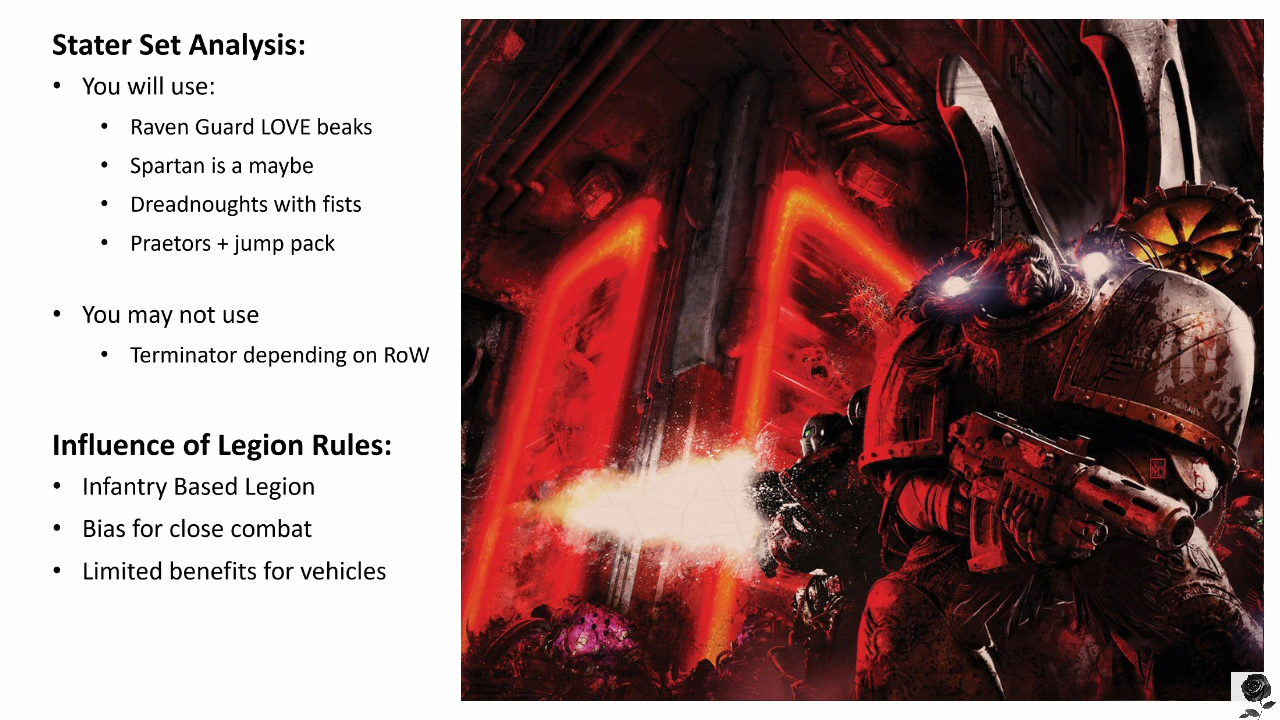 Stater Set Analysis:
• You will use:
• Raven Guard LOVE beaks
• Spartan is a maybe
• Dreadnoughts with fists
• Praetors + jump pack
• You may not use
• Terminator depending on RoW
Influence of Legion Rules:
• Infantry Based Legion
• Bias for close combat
• Limited benefits for vehicles